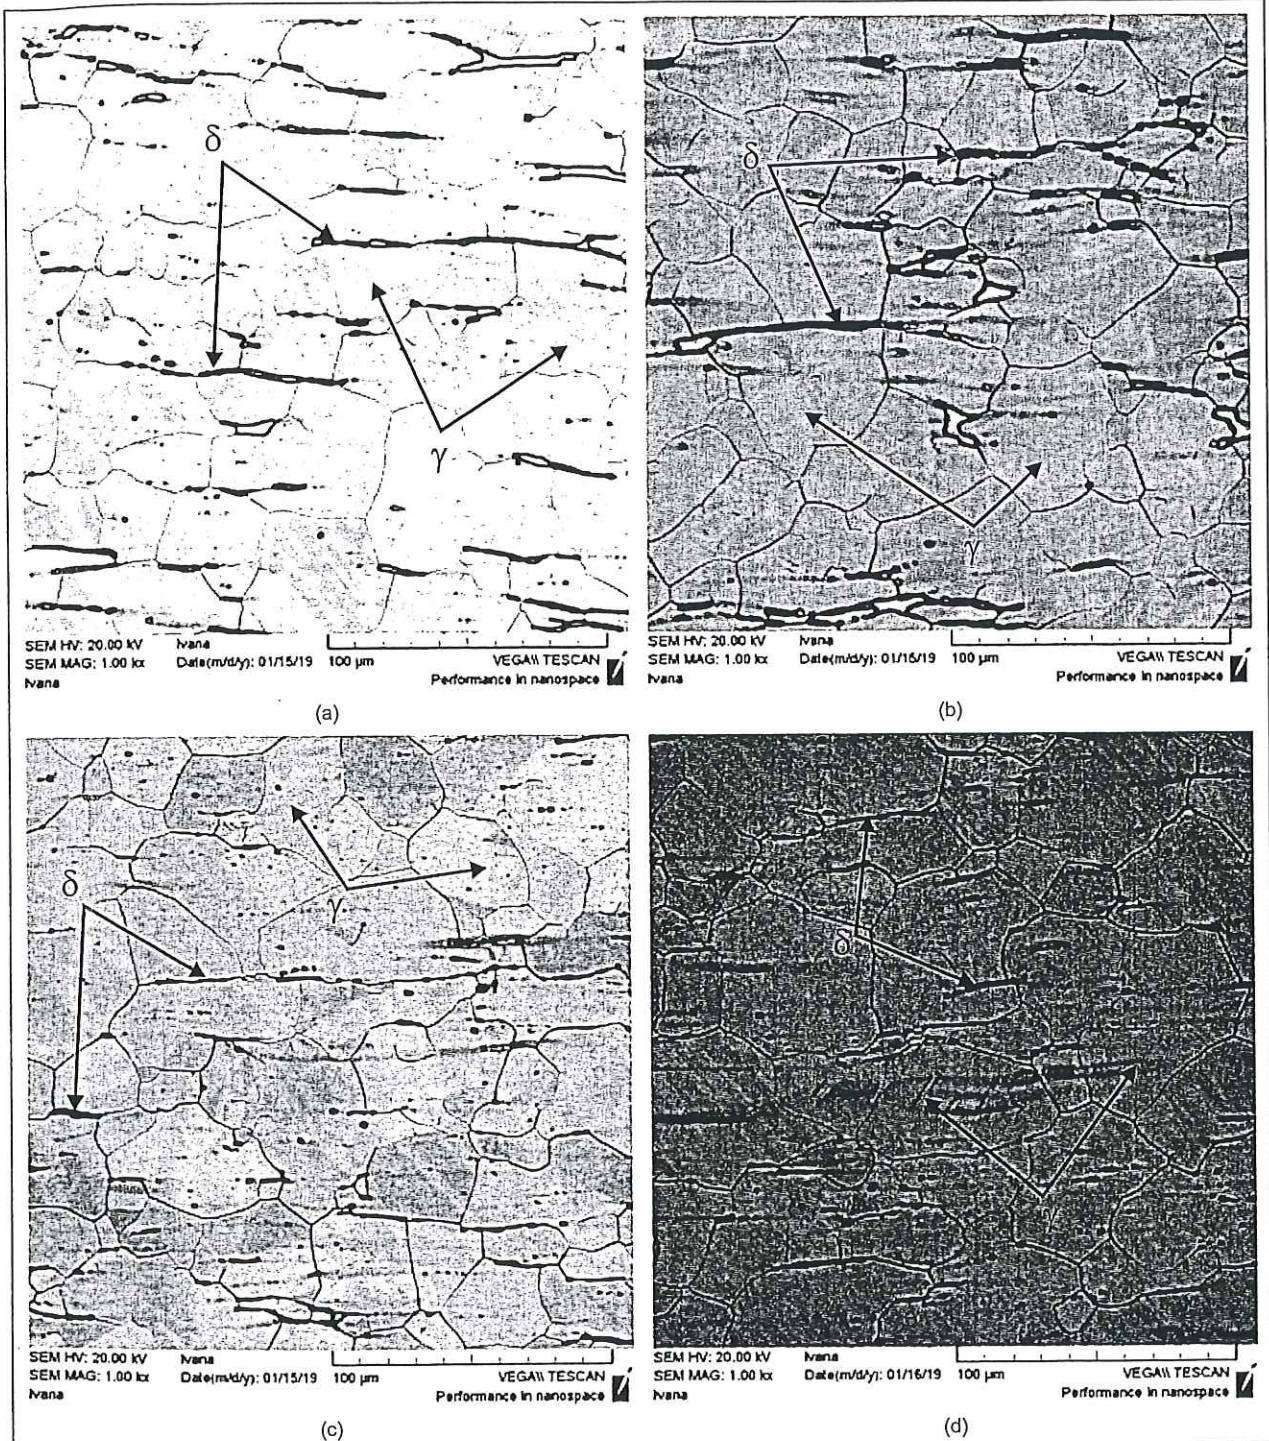 δ
γ
SEM HV: 20.00 kV Ivana
SEM MAG: 1.00 kx Date(m/d/y): 01/15/19 100 µm VEGA\\ TESCAN
Ivana Performance in nanospace
(a)
δ
γ
SEM HV: 20.00 kV Ivana
SEM MAG: 1.00 kx Date(m/d/y): 01/16/19 100 µm VEGA\\ TESCAN
Ivana Performance in nanospace
(b)
γ
δ
SEM HV: 20.00 kV Ivana
SEM MAG: 1.00 kx Date(m/d/y): 01/15/19 100 µm VEGA\\ TESCAN
Ivana Performance in nanospace
(c)
δ
γ
SEM HV: 20.00 kV Ivana
SEM MAG: 1.00 kx Date(m/d/y): 01/16/19 100 µm VEGA\\ TESCAN
Ivana Performance in nanospace
(d)